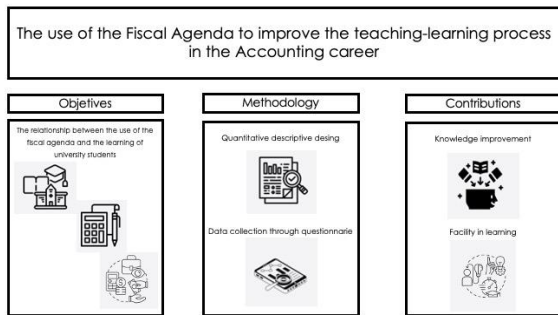 The use of the Fiscal Agenda to improve the teaching-learning process
in the Accounting career
Objetives
The relationship between the use of the
fiscal agenda and the learning of
university students
Methodology
Quantitative descriptive desing
Data collection through questionnarie
Contributions
Knowledge improvement
Facility in learning